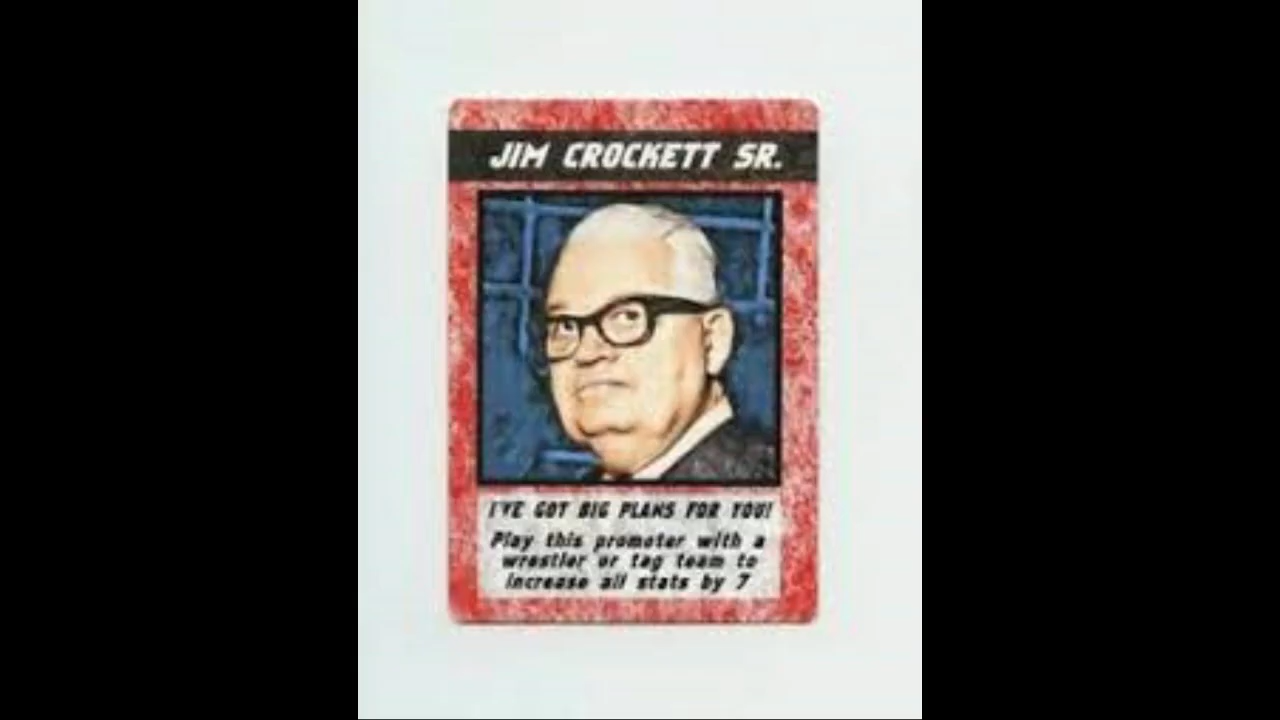 JIM CROCKETT SR.
I'VE GOT BIG PLANS FOR YOU!
Play this promoter with a
wrestler or tag team to
increase all stats by 7